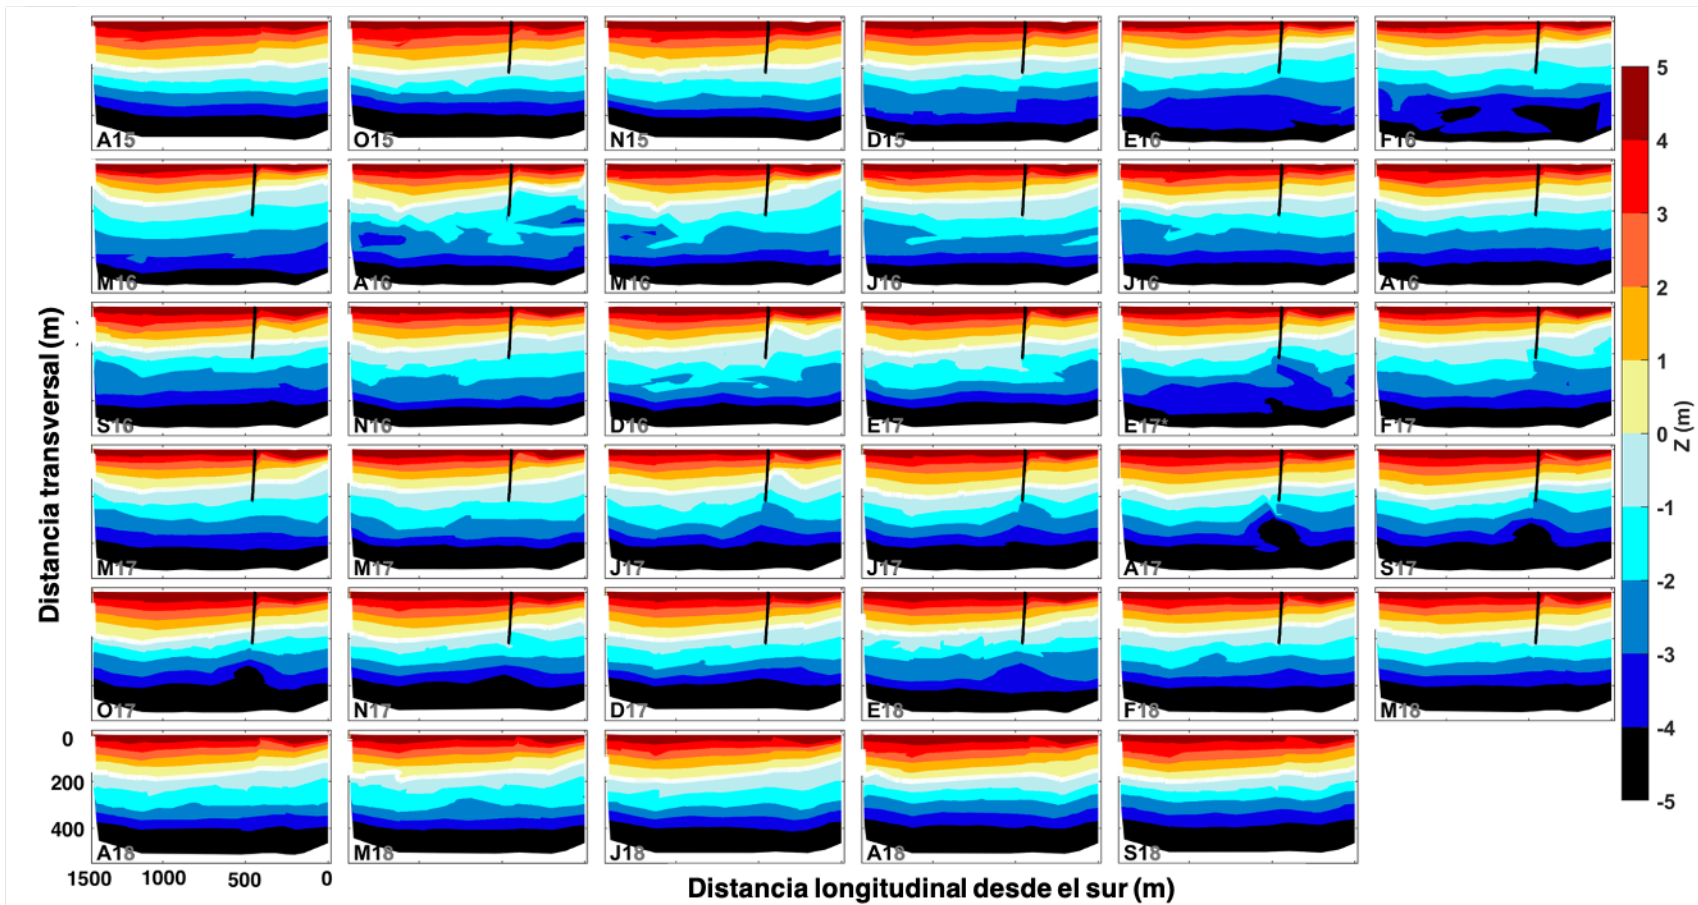 A15 O15 N15 D15 E16 F16
M16 A16 M16 J16 J16 A16
S16 N16 D16 E17 E17* F17
M17 M17 J17 J17 A17 S17
O17 N17 D17 E18 F18 M18
A18 M18 J18 A18 S18
Distancia transversal (m)
0
200
400
1500 1000 500 0
Distancia longitudinal desde el sur (m)
5
4
3
2
1
0
-1
-2
-3
-4
-5
Z (m)